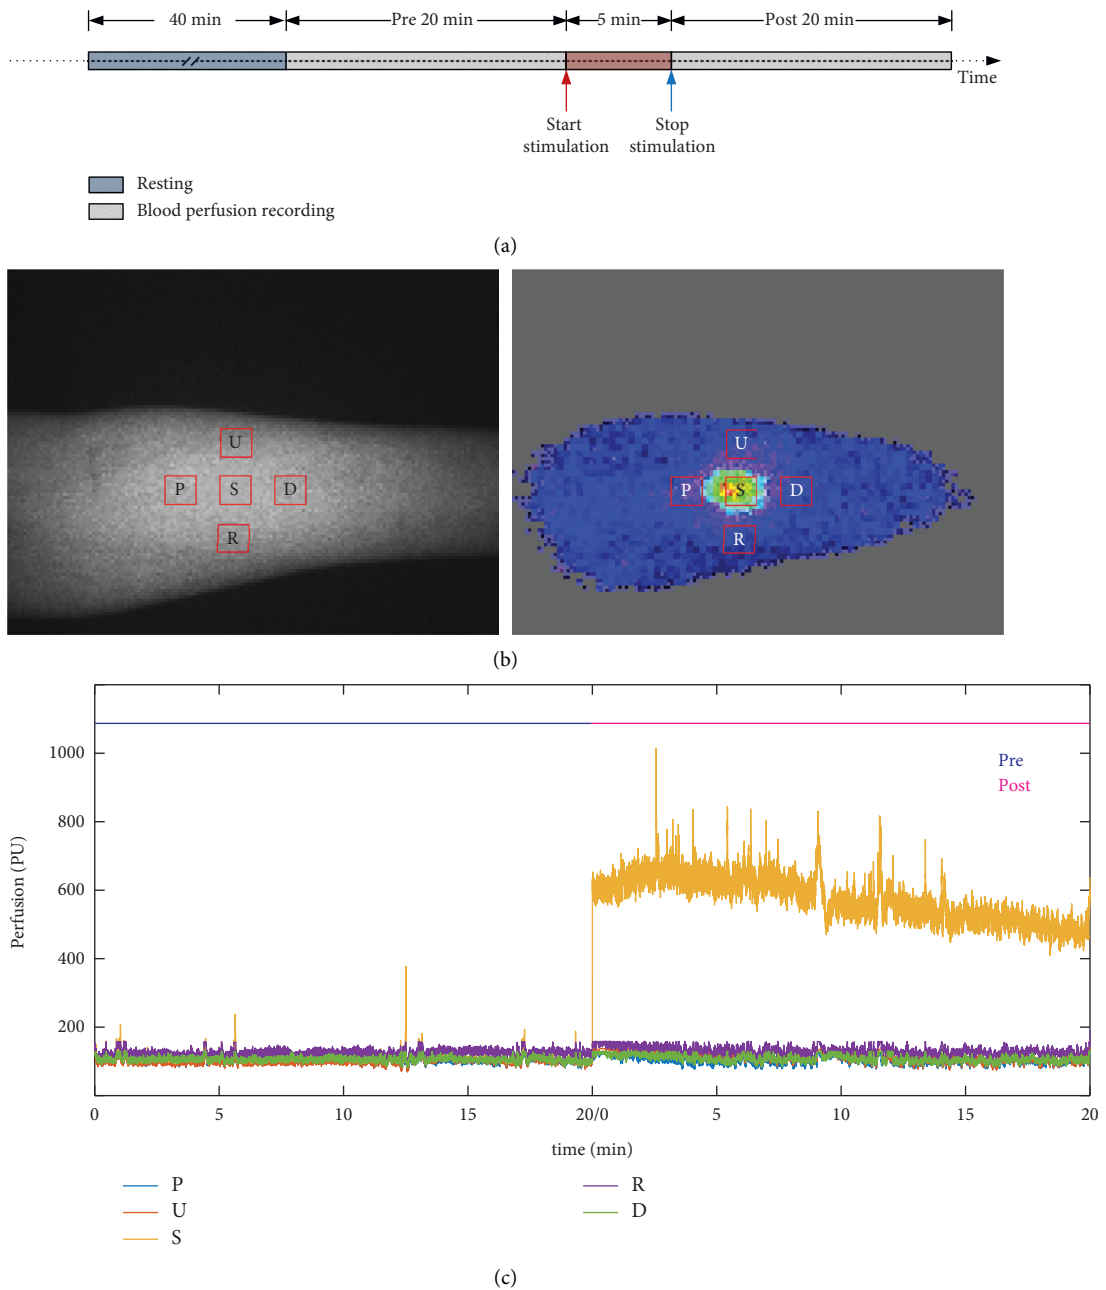 40 min Pre 20 min 5 min Post 20 min
Time
Start stimulation
Stop stimulation
Resting
Blood perfusion recording
(a)
U
P S D
R
U
P S D
R
(b)
Perfusion (PU)
1000
800
600
400
200
Pre
Post
0 5 10 15 20/0 5 10 15 20
time (min)
P
U
S
R
D
(c)